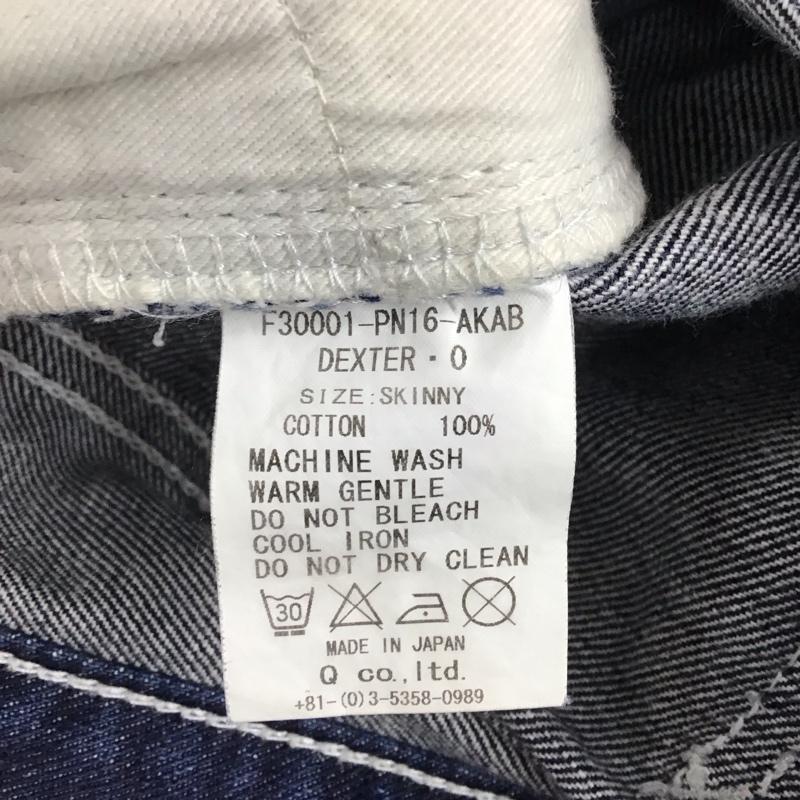 F30001-PN16-AKAB
DEXTER・0
SIZE:SKINNY
COTTON 100%
MACHINE WASH
WARM GENTLE
DO NOT BLEACH
COOL IRON
DO NOT DRY CLEAN
30
MADE IN JAPAN
Q co.,ltd.
+81-(0)3-5358-0989